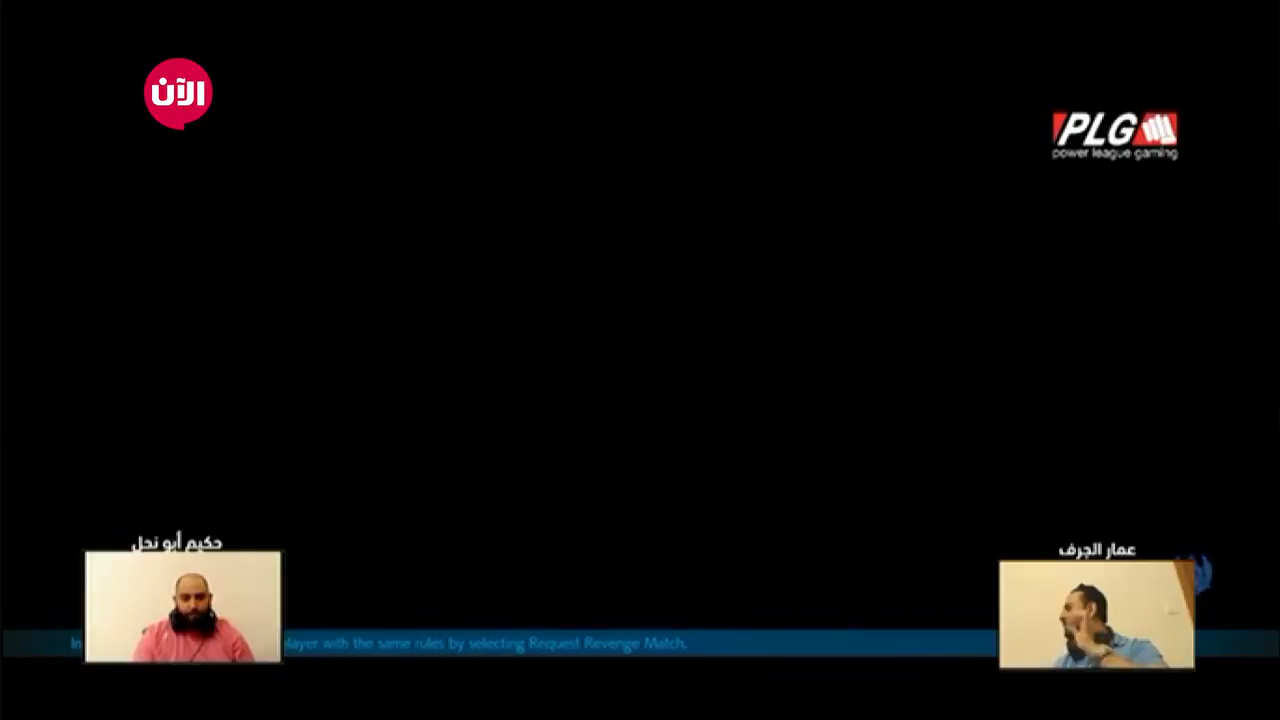 الآن
PLG
power league gaming
حكيم أبو نحل
عمار الجرف
In
layer with the same rules by selecting Request Revenge Match.